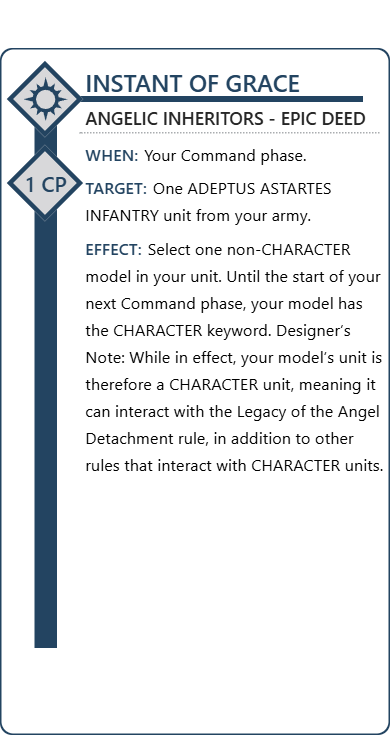 INSTANT OF GRACE
ANGELIC INHERITORS - EPIC DEED
WHEN: Your Command phase.
1 CP
TARGET: One ADEPTUS ASTARTES
INFANTRY unit from your army.
EFFECT: Select one non-CHARACTER
model in your unit. Until the start of your
next Command phase, your model has
the CHARACTER keyword. Designer’s
Note: While in effect, your model’s unit is
therefore a CHARACTER unit, meaning it
can interact with the Legacy of the Angel
Detachment rule, in addition to other
rules that interact with CHARACTER units.